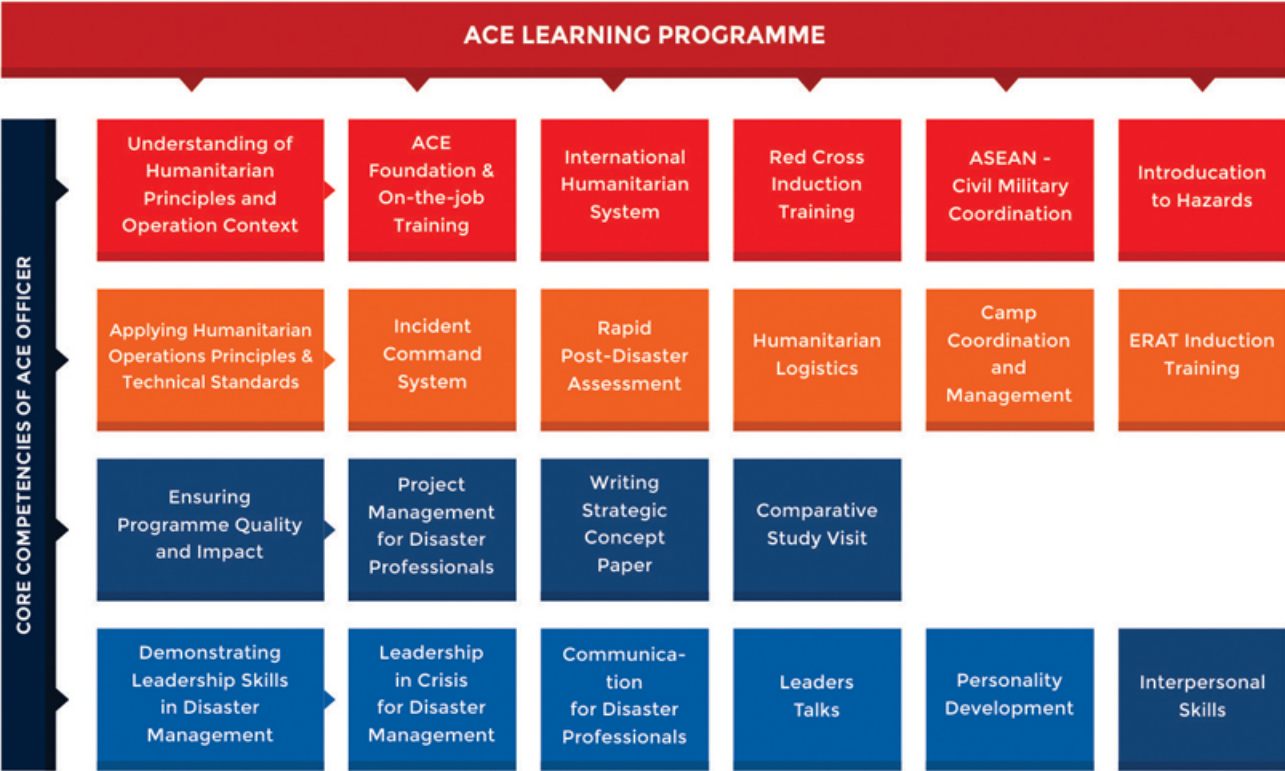 ACE LEARNING PROGRAMME
CORE COMPETENCIES OF ACE OFFICER
Understanding of
Humanitarian
Principles and
Operation Context
ACE
Foundation &
On-the-job
Training
International
Humanitarian
System
Red Cross
Induction
Training
ASEAN -
Civil Military
Coordination
Introducation
to Hazards
Applying Humanitarian
Operations Principles &
Technical Standards
Incident
Command
System
Rapid
Post-Disaster
Assessment
Humanitarian
Logistics
Camp
Coordination
and
Management
ERAT Induction
Training
Ensuring
Programme Quality
and Impact
Project
Management
for Disaster
Professionals
Writing
Strategic
Concept
Paper
Comparative
Study Visit
Demonstrating
Leadership Skills
in Disaster
Management
Leadership
in Crisis
for Disaster
Management
Communica-
tion
for Disaster
Professionals
Leaders
Talks
Personality
Development
Interpersonal
Skills